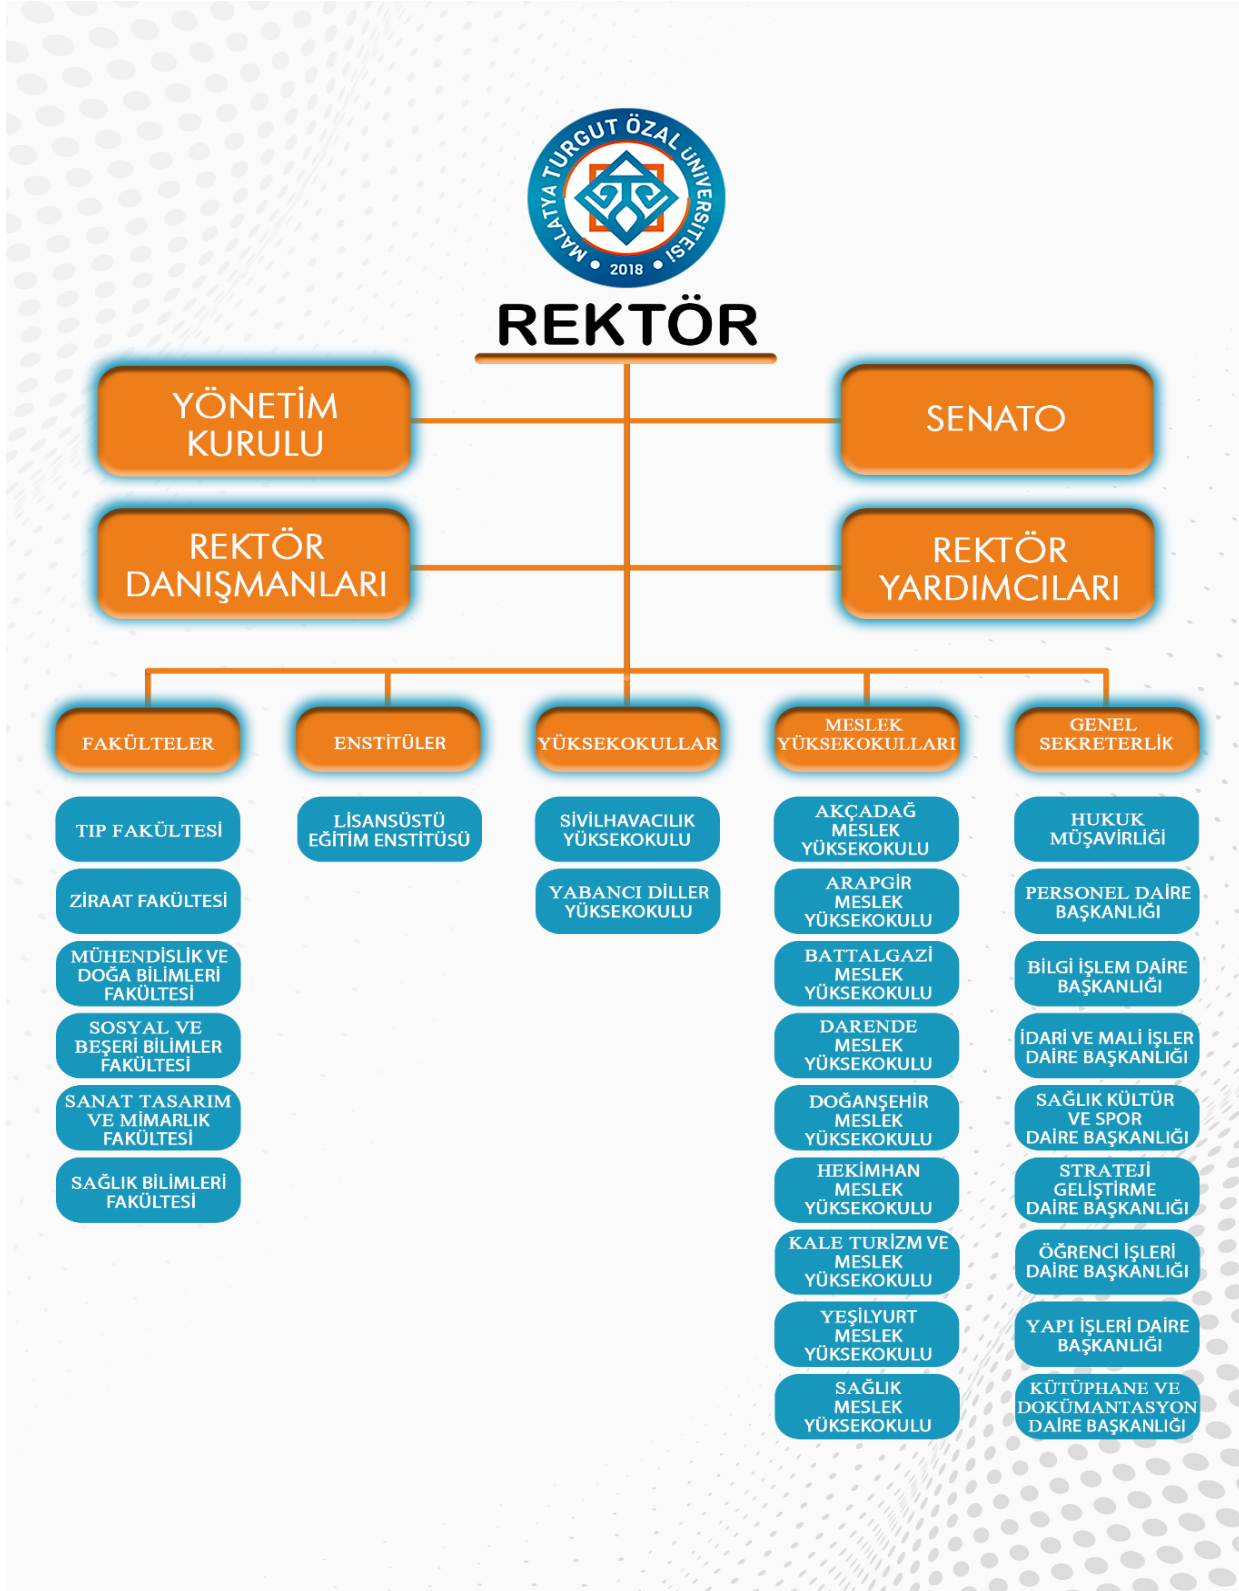 MALATYA TURGUT ÖZAL ÜNİVERSİTESİ
2018
REKTÖR
YÖNETİM
KURULU
SENATO
REKTÖR
DANIŞMANLARI
REKTÖR
YARDIMCILARI
FAKÜLTELER
TIP FAKÜLTESİ
ZİRAAT FAKÜLTESİ
MÜHENDİSLİK VE
DOĞA BİLİMLERİ
FAKÜLTESİ
SOSYAL VE
BEŞERİ BİLİMLER
FAKÜLTESİ
SANAT TASARIM
VE MİMARLIK
FAKÜLTESİ
SAĞLIK BİLİMLERİ
FAKÜLTESİ
ENSTİTÜLER
LİSANSÜSTÜ
EĞİTİM ENSTİTÜSÜ
YÜKSEKOKULLAR
SİVİLHAVACILIK
YÜKSEKOKULU
YABANCI DİLLER
YÜKSEKOKULU
MESLEK
YÜKSEKOKULLARI
AKÇADAĞ
MESLEK
YÜKSEKOKULU
ARAPGİR
MESLEK
YÜKSEKOKULU
BATTALGAZİ
MESLEK
YÜKSEKOKULU
DARENDE
MESLEK
YÜKSEKOKULU
DOĞANŞEHİR
MESLEK
YÜKSEKOKULU
HEKİMHAN
MESLEK
YÜKSEKOKULU
KALE TURİZM VE
MESLEK
YÜKSEKOKULU
YEŞİLYURT
MESLEK
YÜKSEKOKULU
SAĞLIK
MESLEK
YÜKSEKOKULU
GENEL
SEKRETERLİK
HUKUK
MÜŞAVİRLİĞİ
PERSONEL DAİRE
BAŞKANLIĞI
BİLGİ İŞLEM DAİRE
BAŞKANLIĞI
İDARİ VE MALİ İŞLER
DAİRE BAŞKANLIĞI
SAĞLIK KÜLTÜR
VE SPOR
DAİRE BAŞKANLIĞI
STRATEJİ
GELİŞTİRME
DAİRE BAŞKANLIĞI
ÖĞRENCİ İŞLERİ
DAİRE BAŞKANLIĞI
YAPI İŞLERİ DAİRE
BAŞKANLIĞI
KÜTÜPHANE VE
DOKÜMANTASYON
DAİRE BAŞKANLIĞI